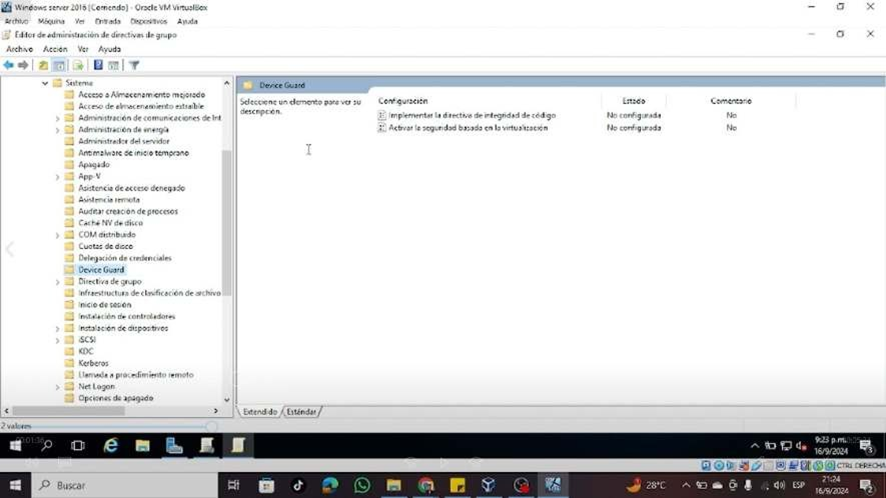 Windows server 2016 [Corriendo] - Oracle VM VirtualBox
Archivo Máquina Ver Entrada Dispositivos Ayuda
Editor de administración de directivas de grupo
Archivo Acción Ver Ayuda
Sistema
Acceso a Almacenamiento mejorado
Acceso de almacenamiento extraíble
Administración de comunicaciones de Int
Administración de energía
Administrador del servidor
Antimalware de inicio temprano
Apagado
App-V
Asistencia de acceso denegado
Asistencia remota
Auditar creación de procesos
Caché NV de disco
COM distribuido
Cuotas de disco
Delegación de credenciales
Device Guard
Directiva de grupo
Infraestructura de clasificación de archivo
Inicio de sesión
Instalación de controladores
Instalación de dispositivos
iSCSI
KDC
Kerberos
Llamada a procedimiento remoto
Net Logon
Opciones de apagado
Device Guard
Seleccione un elemento para ver su
descripción.
Configuración Estado Comentario
Implementar la directiva de integridad de código No configurada No
Activar la seguridad basada en la virtualización No configurada No
Extendido Estándar
2 valores
00:01:36
9:23 p.m.
16/9/2024
CTRL DERECHA
Buscar
28°C
ESP
21:24
16/9/2024